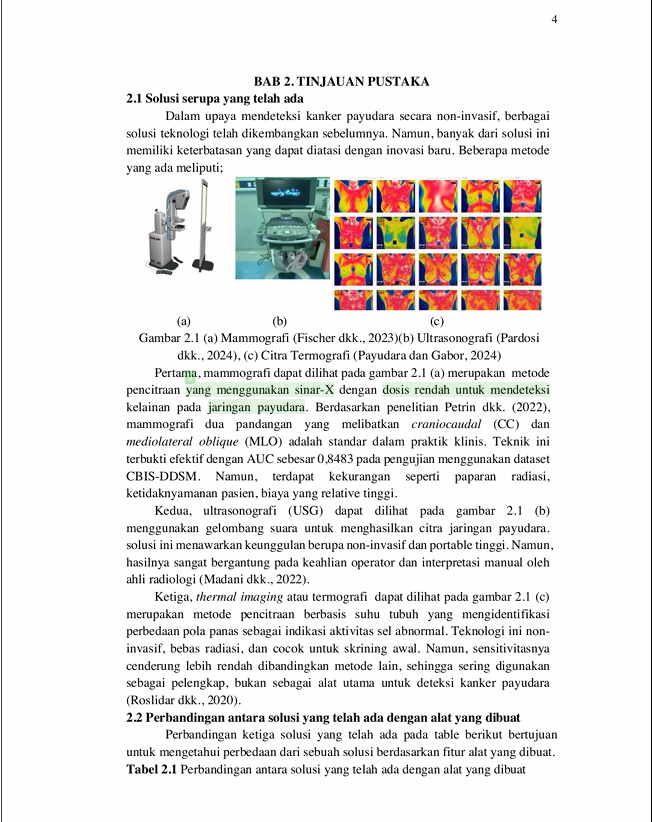 4
BAB 2. TINJAUAN PUSTAKA
2.1 Solusi serupa yang telah ada
Dalam upaya mendeteksi kanker payudara secara non-invasif, berbagai
solusi teknologi telah dikembangkan sebelumnya. Namun, banyak dari solusi ini
memiliki keterbatasan yang dapat diatasi dengan inovasi baru. Beberapa metode
yang ada meliputi;
(a) (b) (c)
Gambar 2.1 (a) Mammografi (Fischer dkk., 2023)(b) Ultrasonografi (Pardosi
dkk., 2024), (c) Citra Termografi (Payudara dan Gabor, 2024)
Pertama, mammografi dapat dilihat pada gambar 2.1 (a) merupakan metode
pencitraan yang menggunakan sinar-X dengan dosis rendah untuk mendeteksi
kelainan pada jaringan payudara. Berdasarkan penelitian Petrin dkk. (2022),
mammografi dua pandangan yang melibatkan craniocaudal (CC) dan
mediolateral oblique (MLO) adalah standar dalam praktik klinis. Teknik ini
terbukti efektif dengan AUC sebesar 0,8483 pada pengujian menggunakan dataset
CBIS-DDSM. Namun, terdapat kekurangan seperti paparan radiasi,
ketidaknyamanan pasien, biaya yang relative tinggi.
Kedua, ultrasonografi (USG) dapat dilihat pada gambar 2.1 (b)
menggunakan gelombang suara untuk menghasilkan citra jaringan payudara.
solusi ini menawarkan keunggulan berupa non-invasif dan portable tinggi. Namun,
hasilnya sangat bergantung pada keahlian operator dan interpretasi manual oleh
ahli radiologi (Madani dkk., 2022).
Ketiga, thermal imaging atau termografi dapat dilihat pada gambar 2.1 (c)
merupakan metode pencitraan berbasis suhu tubuh yang mengidentifikasi
perbedaan pola panas sebagai indikasi aktivitas sel abnormal. Teknologi ini non-
invasif, bebas radiasi, dan cocok untuk skrining awal. Namun, sensitivitasnya
cenderung lebih rendah dibandingkan metode lain, sehingga sering digunakan
sebagai pelengkap, bukan sebagai alat utama untuk deteksi kanker payudara
(Roslidar dkk., 2020).
2.2 Perbandingan antara solusi yang telah ada dengan alat yang dibuat
Perbandingan ketiga solusi yang telah ada pada table berikut bertujuan
untuk mengetahui perbedaan dari sebuah solusi berdasarkan fitur alat yang dibuat.
Tabel 2.1 Perbandingan antara solusi yang telah ada dengan alat yang dibuat